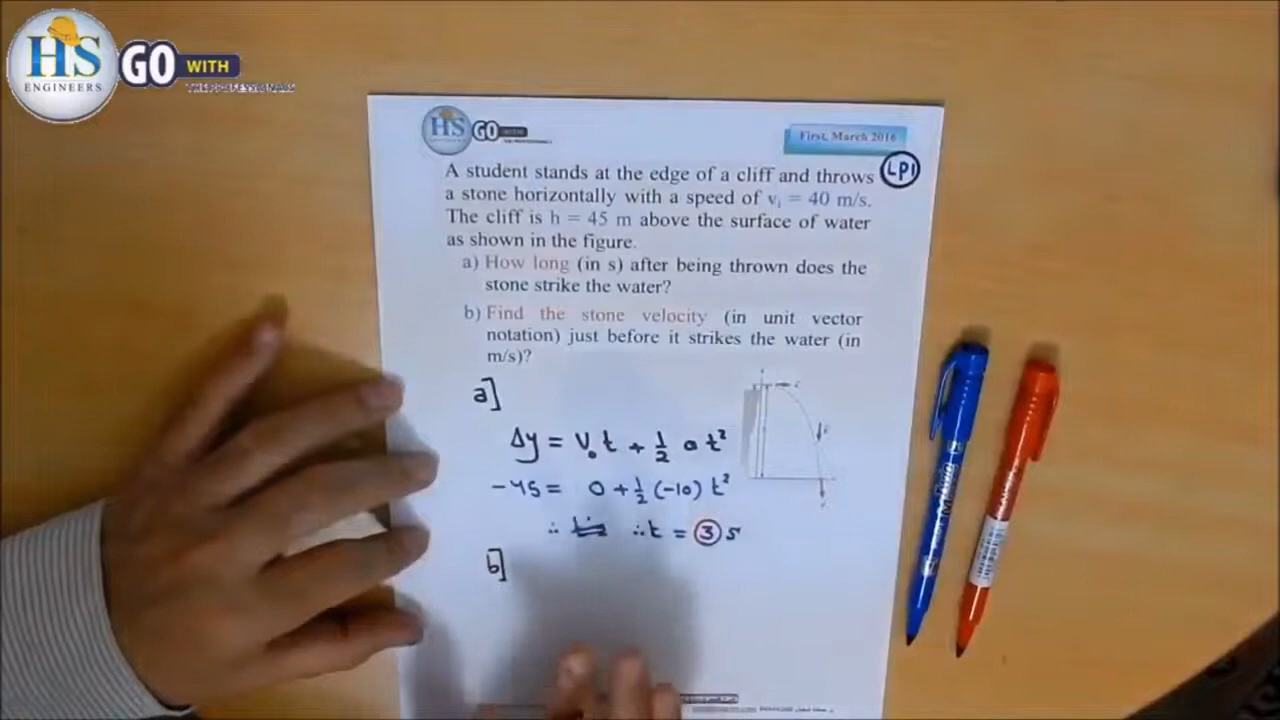 HS
ENGINEERS
GO WITH
THE PROFESSIONALS
HS GO WITH
First, March 2016
LP1
A student stands at the edge of a cliff and throws
a stone horizontally with a speed of vᵢ = 40 m/s.
The cliff is h = 45 m above the surface of water
as shown in the figure.
a) How long (in s) after being thrown does the
stone strike the water?
b) Find the stone velocity (in unit vector
notation) just before it strikes the water (in
m/s)?
a]
Δy = V₀ t + ½ a t²
-45 = 0 + ½ (-10) t²
∴ ∴ t = 3 s
b]